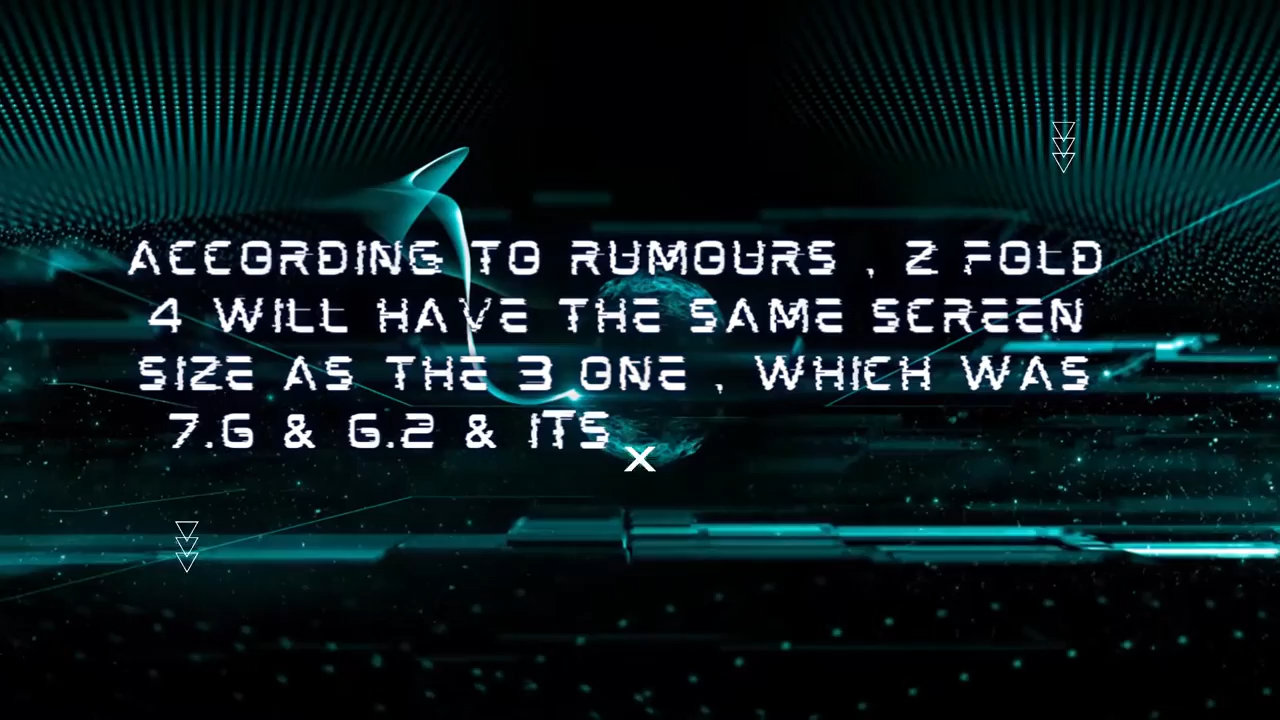 ACCORDING TO RUMOURS , Z FOLD
4 WILL HAVE THE SAME SCREEN
SIZE AS THE 3 ONE , WHICH WAS
7.6 & 6.2 & ITS